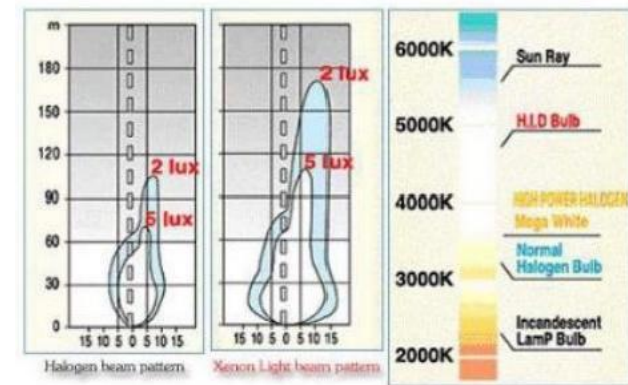 m
180
150
120
90
60
30
0
2 lux
5 lux
15 10 5 0 5 10 15
Halogen beam pattern
2 lux
5 lux
15 10 5 0 5 10 15
Xenon Light beam pattern
6000K
Sun Ray
5000K
H.I.D Bulb
HIGH POWER HALOGEN
4000K
Mega White
Normal
Halogen Bulb
3000K
Incandescent
LamP Bulb
2000K